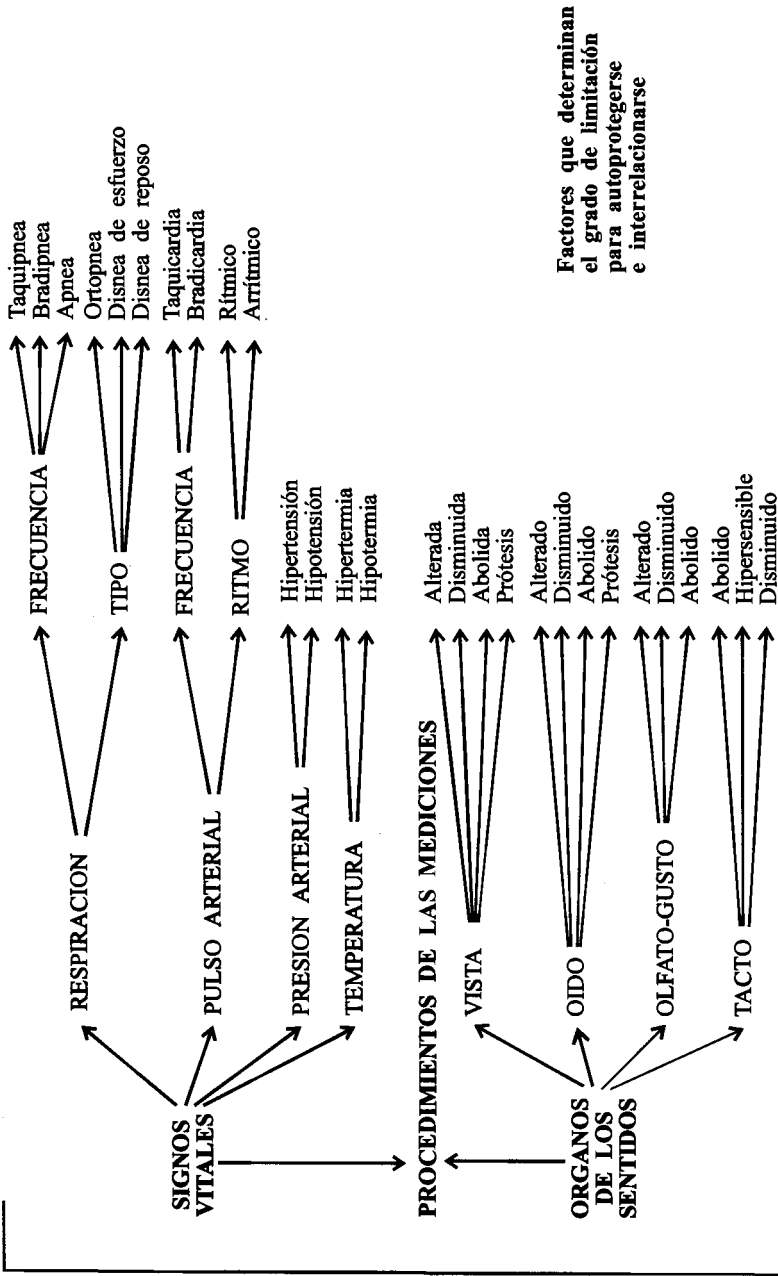 SIGNOS
VITALES
RESPIRACION
FRECUENCIA
Taquipnea
Bradipnea
Apnea
TIPO
Ortopnea
Disnea de esfuerzo
Disnea de reposo
PULSO ARTERIAL
FRECUENCIA
Taquicardia
Bradicardia
RITMO
Rítmico
Arrítmico
PRESION ARTERIAL
Hipertensión
Hipotensión
TEMPERATURA
Hipertermia
Hipotermia
PROCEDIMIENTOS DE LAS MEDICIONES
ORGANOS
DE LOS
SENTIDOS
VISTA
Alterada
Disminuida
Abolida
Prótesis
OIDO
Alterado
Disminuido
Abolido
Prótesis
OLFATO-GUSTO
Alterado
Disminuido
Abolido
TACTO
Abolido
Hipersensible
Disminuido
Factores que determinan
el grado de limitación
para autoprotegerse
e interrelacionarse